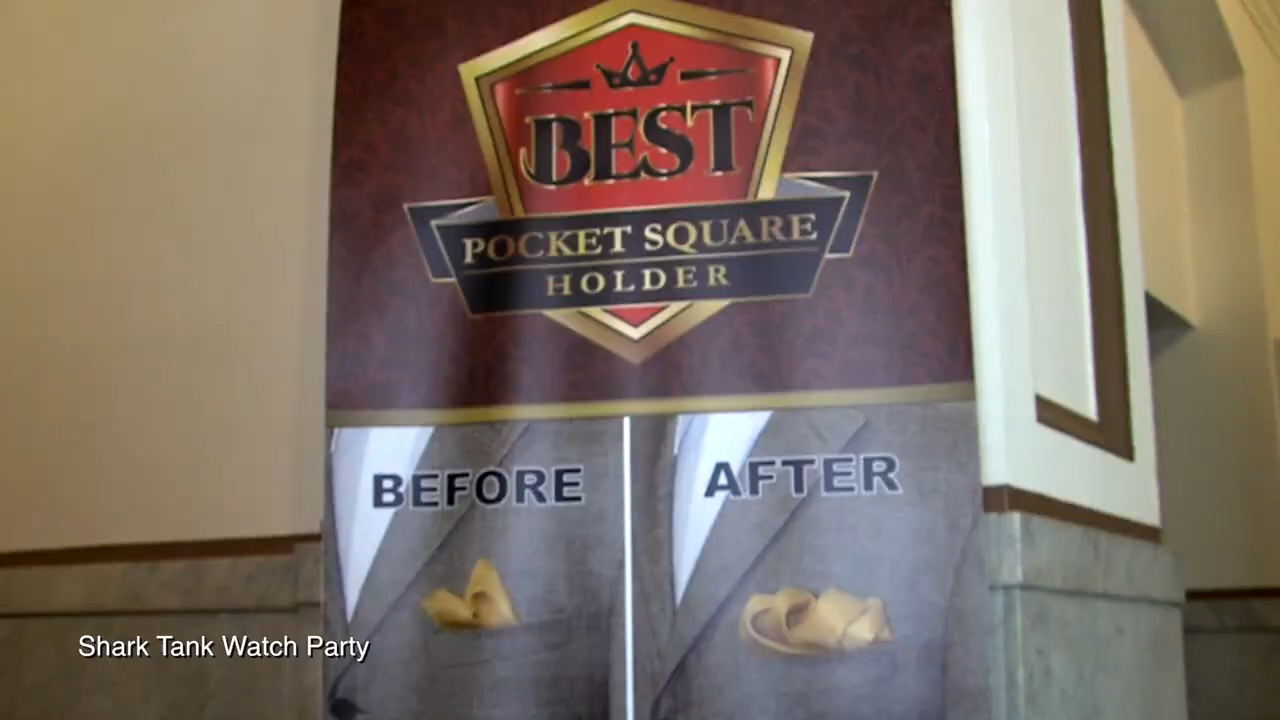 BEST
POCKET SQUARE
HOLDER
BEFORE
AFTER
Shark Tank Watch Party